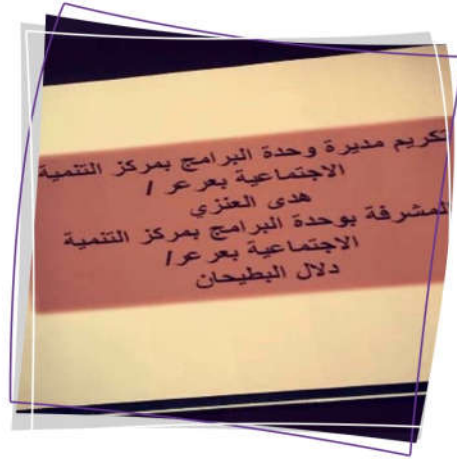 تكريم مديرة وحدة البرامج بمركز التنمية
الاجتماعية بعرعر /
هدى العنزي
المشرفة بوحدة البرامج بمركز التنمية
الاجتماعية بعرعر/
دلال البطيحان